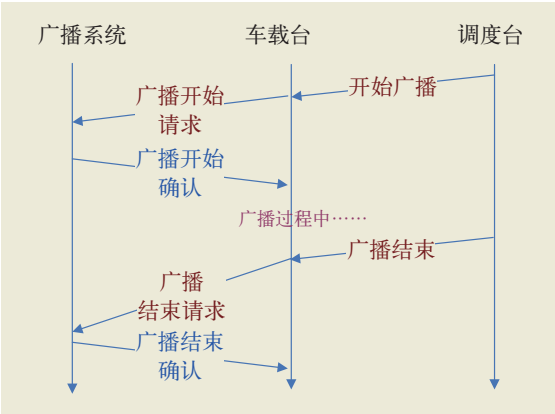 广播系统 车载台 调度台
开始广播
广播开始
请求
广播开始
确认
广播过程中······
广播结束
广播
结束请求
广播结束
确认